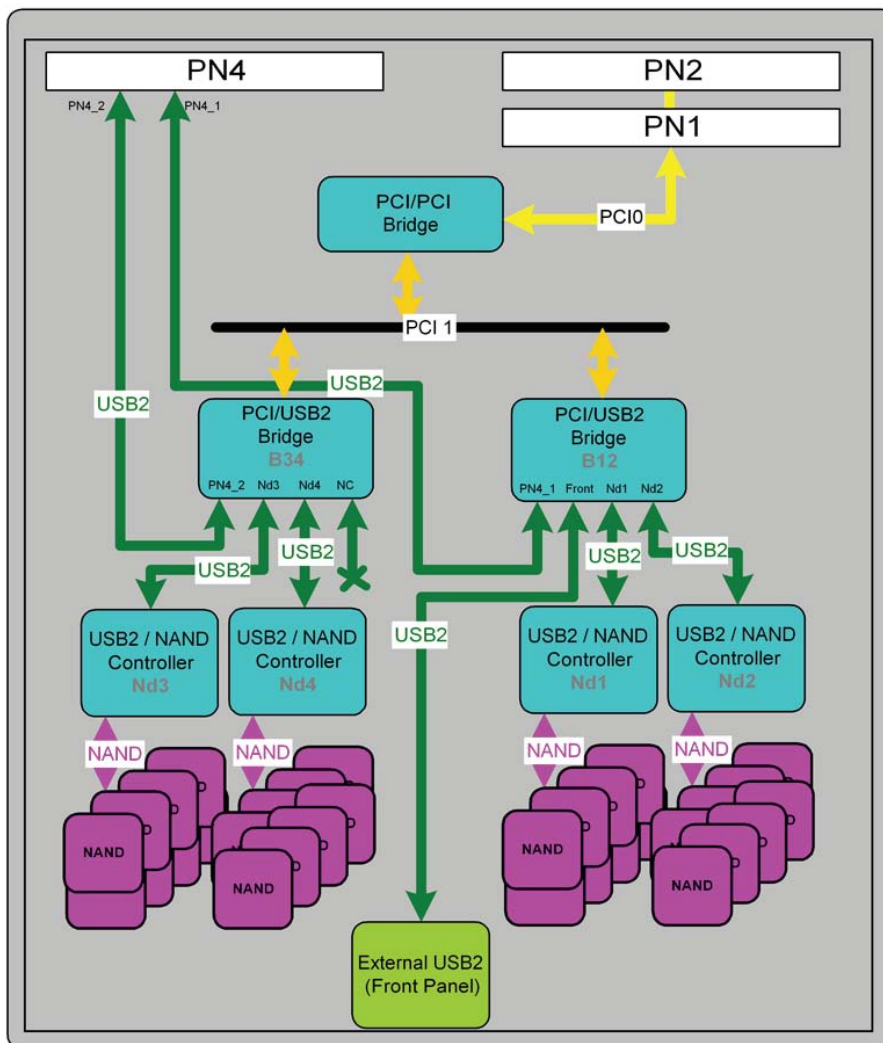 PN4
PN2
PN4_2
PN4_1
PN1
PCI/PCI
Bridge
PCI0
PCI 1
USB2
USB2
PCI/USB2
Bridge
B34
PN4_2 Nd3 Nd4 NC
PCI/USB2
Bridge
B12
PN4_1 Front Nd1 Nd2
USB2
USB2
USB2
USB2
USB2
USB2 / NAND
Controller
Nd3
USB2 / NAND
Controller
Nd4
USB2 / NAND
Controller
Nd1
USB2 / NAND
Controller
Nd2
NAND
NAND
NAND
NAND
NAND
NAND
NAND
NAND
External USB2
(Front Panel)